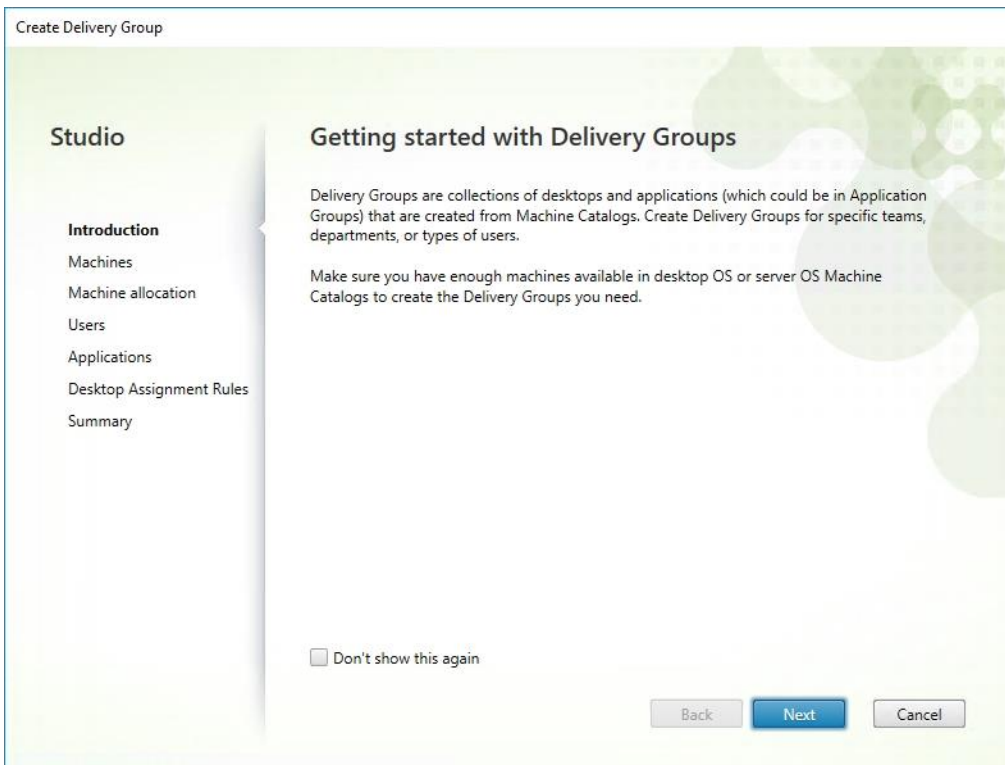 Create Delivery Group
Studio
Introduction
Machines
Machine allocation
Users
Applications
Desktop Assignment Rules
Summary
Getting started with Delivery Groups
Delivery Groups are collections of desktops and applications (which could be in Application
Groups) that are created from Machine Catalogs. Create Delivery Groups for specific teams,
departments, or types of users.
Make sure you have enough machines available in desktop OS or server OS Machine
Catalogs to create the Delivery Groups you need.
Don't show this again
Back
Next
Cancel